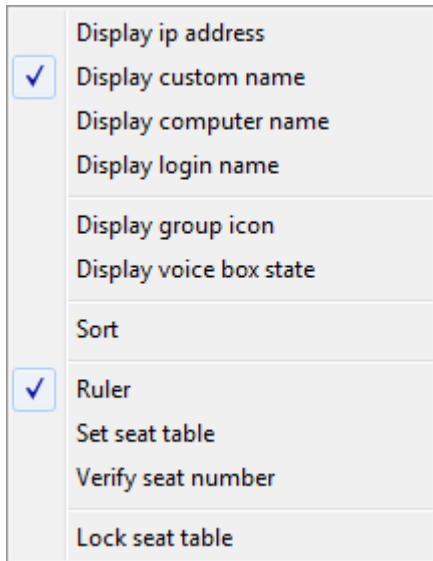 Display ip address
Display custom name
Display computer name
Display login name
Display group icon
Display voice box state
Sort
Ruler
Set seat table
Verify seat number
Lock seat table